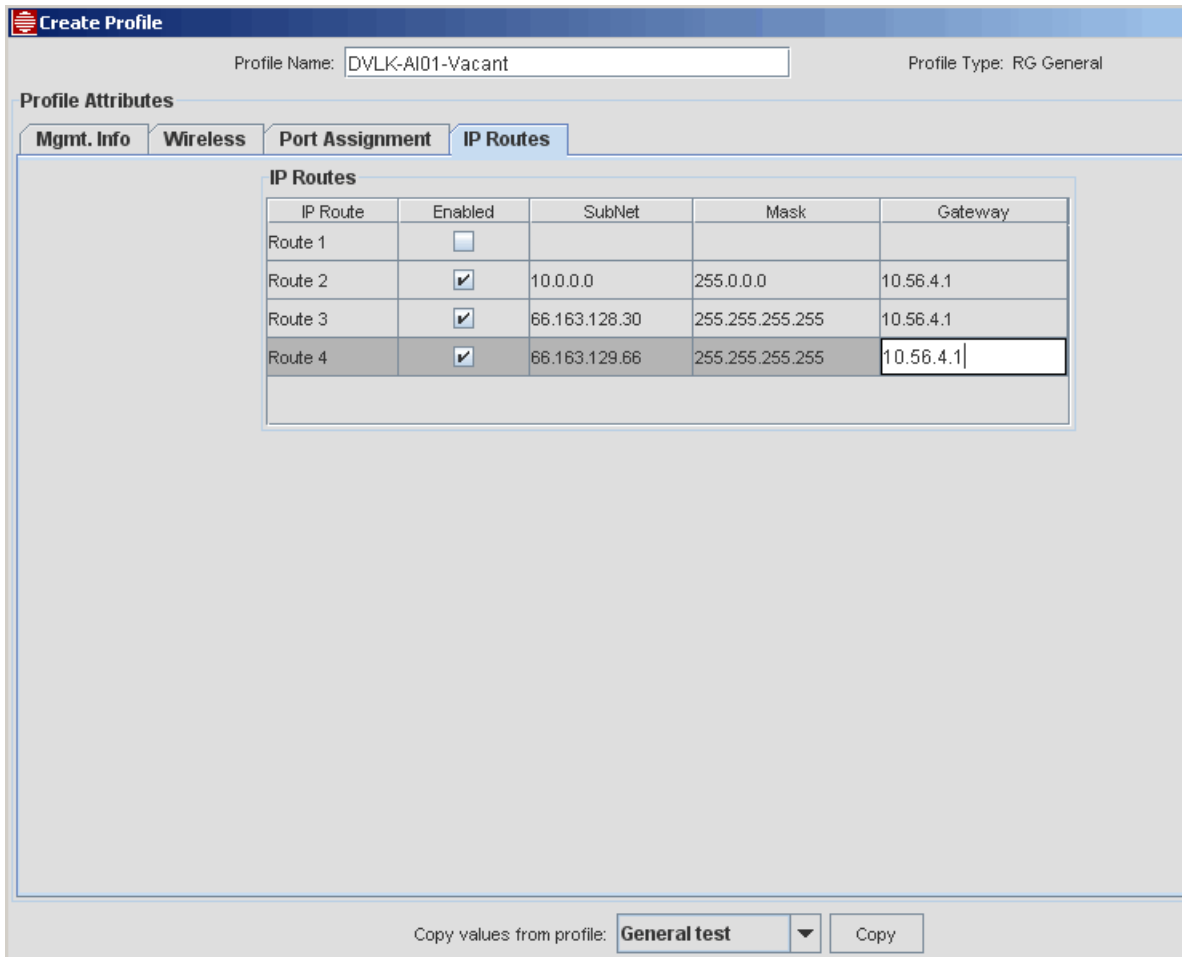 Create Profile
Profile Name: DVLK-AI01-Vacant Profile Type: RG General
Profile Attributes
Mgmt. Info Wireless Port Assignment IP Routes
IP Routes
IP Route Enabled SubNet Mask Gateway
Route 1
Route 2 10.0.0.0 255.0.0.0 10.56.4.1
Route 3 66.163.128.30 255.255.255.255 10.56.4.1
Route 4 66.163.129.66 255.255.255.255 10.56.4.1
Copy values from profile: General test Copy